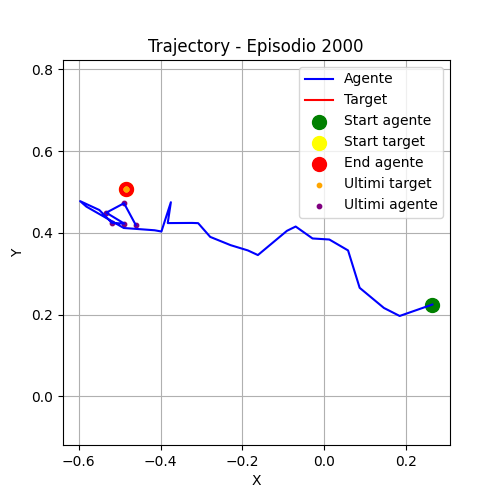 Trajectory - Episodio 2000
Agente
Target
Start agente
Start target
End agente
Ultimi target
Ultimi agente
0.8
0.6
0.4
0.2
0.0
Y
−0.6 −0.4 −0.2 0.0 0.2
X